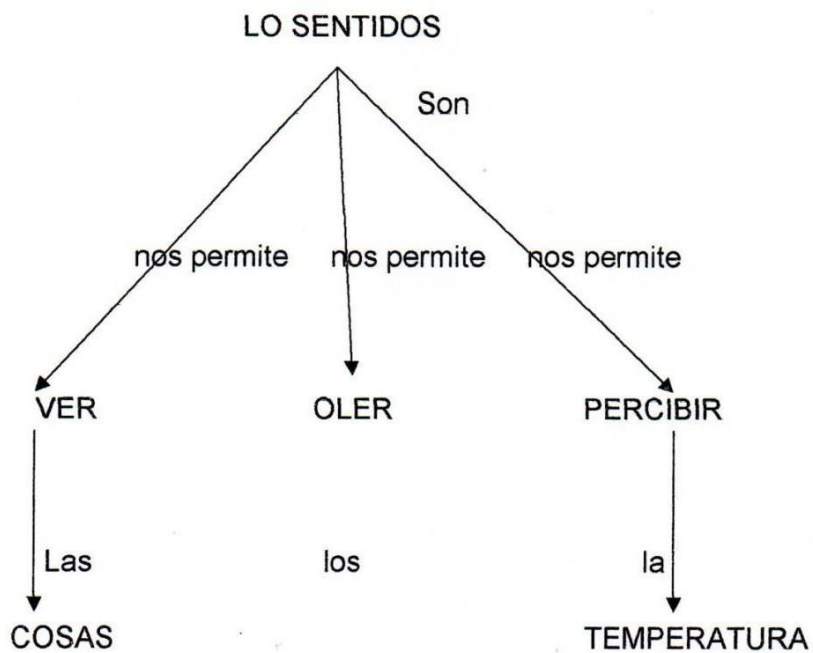 LO SENTIDOS
Son
nos permite nos permite nos permite
VER OLER PERCIBIR
Las los la
COSAS TEMPERATURA